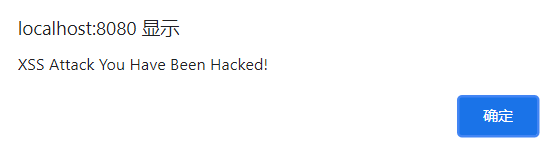 localhost:8080 显示
XSS Attack You Have Been Hacked!
确定